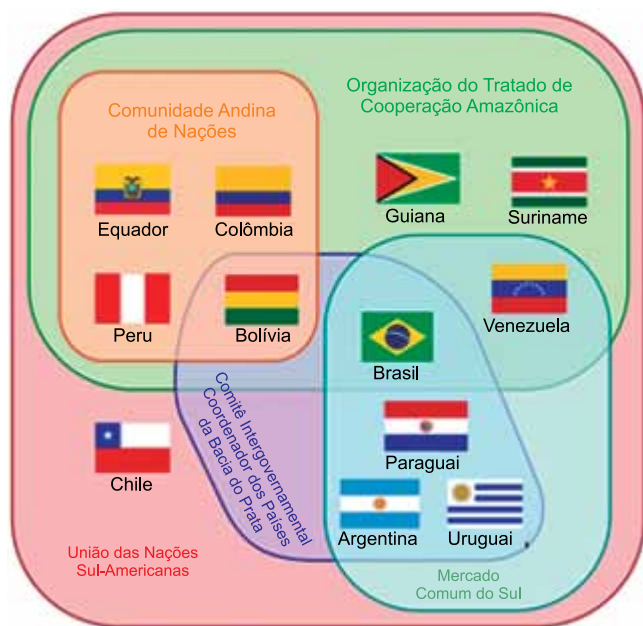 Organização do Tratado de
Cooperação Amazônica
Comunidade Andina
de Nações
Equador
Colômbia
Guiana
Suriname
Peru
Bolívia
Venezuela
Brasil
Comitê Intergovernamental
Coordenador dos Países
da Bacia do Prata
Paraguai
Chile
Argentina
Uruguai
União das Nações
Sul-Americanas
Mercado
Comum do Sul